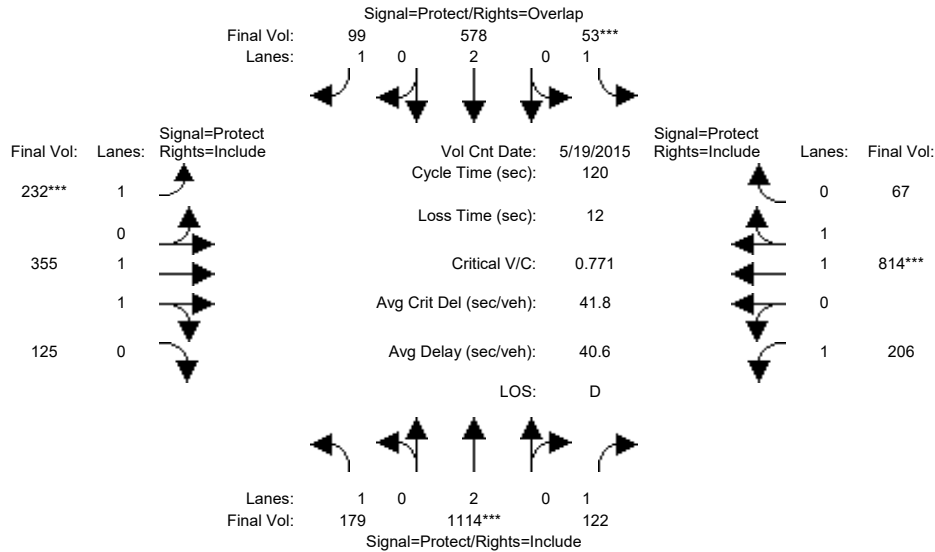 Signal=Protect/Rights=Overlap
Final Vol: 99 578 53***
Lanes: 1 0 2 0 1
Signal=Protect Signal=Protect
Final Vol: Lanes: Rights=Include Vol Cnt Date: 5/19/2015 Rights=Include Lanes: Final Vol:
Cycle Time (sec): 120
232*** 1 0 67
Loss Time (sec): 12
0 1
355 1 Critical V/C: 0.771 1 814***
1 Avg Crit Del (sec/veh): 41.8 0
125 0 Avg Delay (sec/veh): 40.6 1 206
LOS: D
Lanes: 1 0 2 0 1
Final Vol: 179 1114*** 122
Signal=Protect/Rights=Include